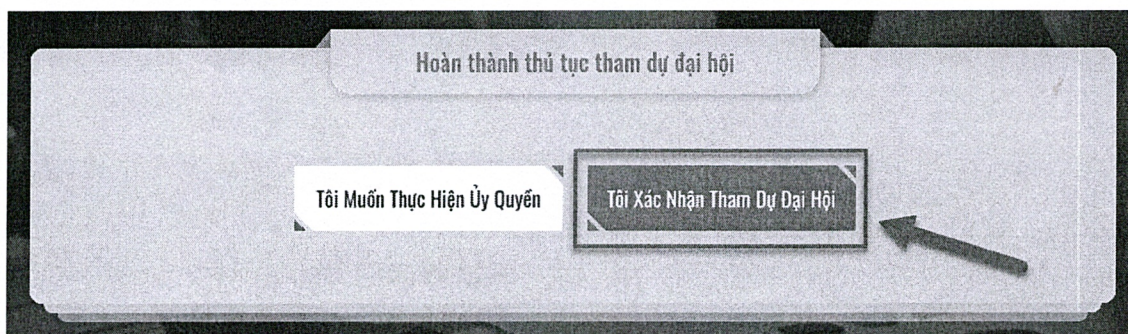 Hoàn thành thủ tục tham dự đại hội
Tôi Muốn Thực Hiện Ủy Quyền
Tôi Xác Nhận Tham Dự Đại Hội